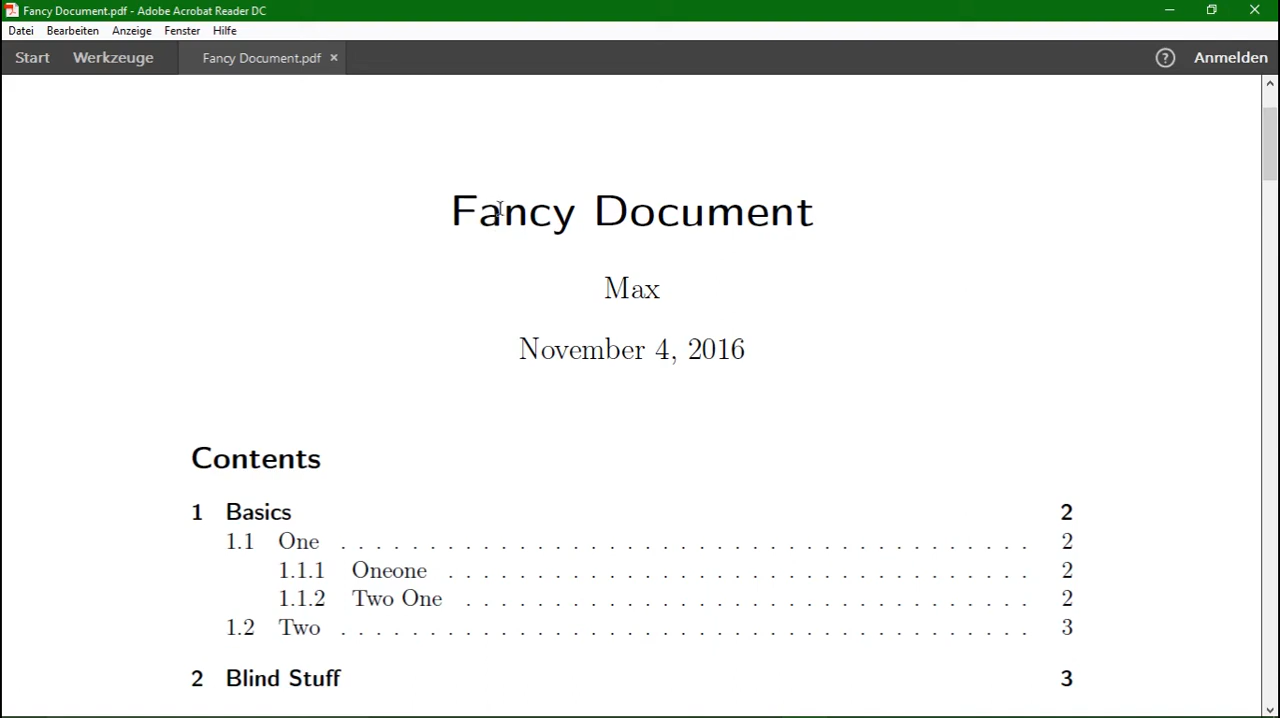 Fancy Document.pdf - Adobe Acrobat Reader DC
Datei Bearbeiten Anzeige Fenster Hilfe
Start Werkzeuge Fancy Document.pdf × ? Anmelden
Fancy Document
Max
November 4, 2016
Contents
1 Basics 2
1.1 One . . . . . . . . . . . . . . . . . . . . . . . . . . . . . . . . . . . . . . . 2
1.1.1 Oneone . . . . . . . . . . . . . . . . . . . . . . . . . . . . . . . . . 2
1.1.2 Two One . . . . . . . . . . . . . . . . . . . . . . . . . . . . . . . . 2
1.2 Two . . . . . . . . . . . . . . . . . . . . . . . . . . . . . . . . . . . . . . . 3
2 Blind Stuff 3